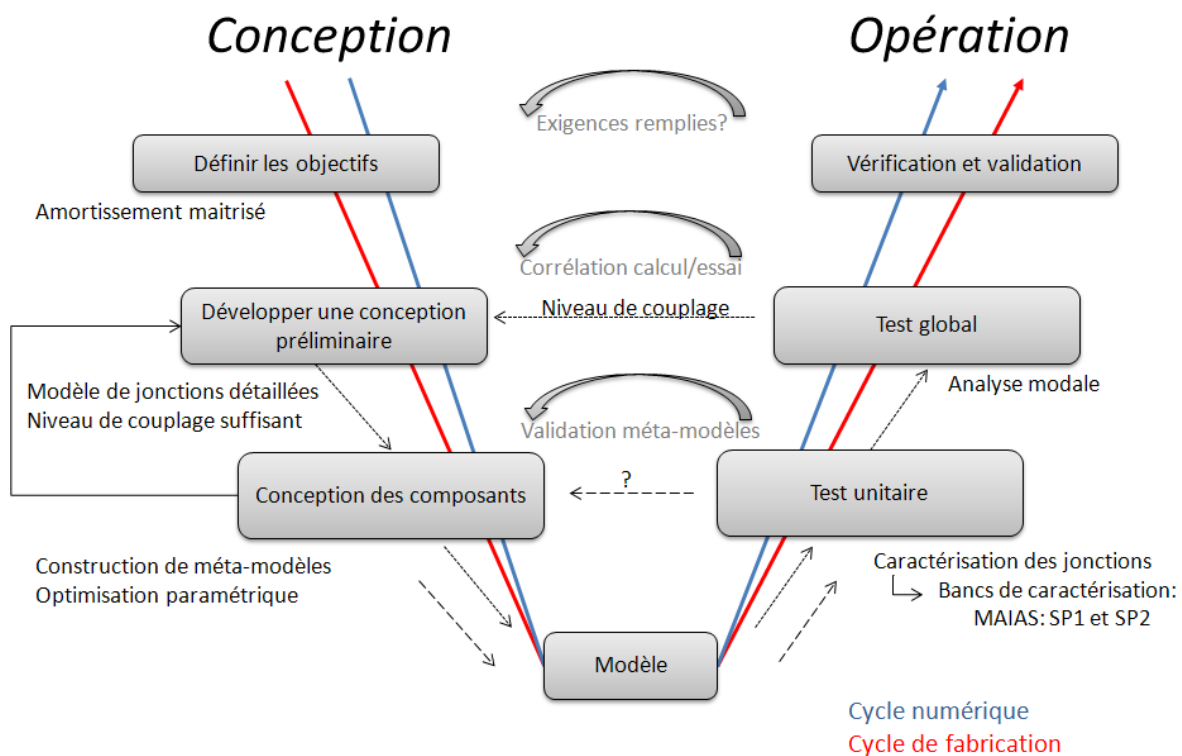 Conception
Opération
Exigences remplies?
Définir les objectifs
Vérification et validation
Amortissement maitrisé
Corrélation calcul/essai
Niveau de couplage
Développer une conception
préliminaire
Test global
Modèle de jonctions détaillées
Niveau de couplage suffisant
Analyse modale
Validation méta-modèles
?
Conception des composants
Test unitaire
Construction de méta-modèles
Optimisation paramétrique
Caractérisation des jonctions
Bancs de caractérisation:
MAIAS: SP1 et SP2
Modèle
Cycle numérique
Cycle de fabrication